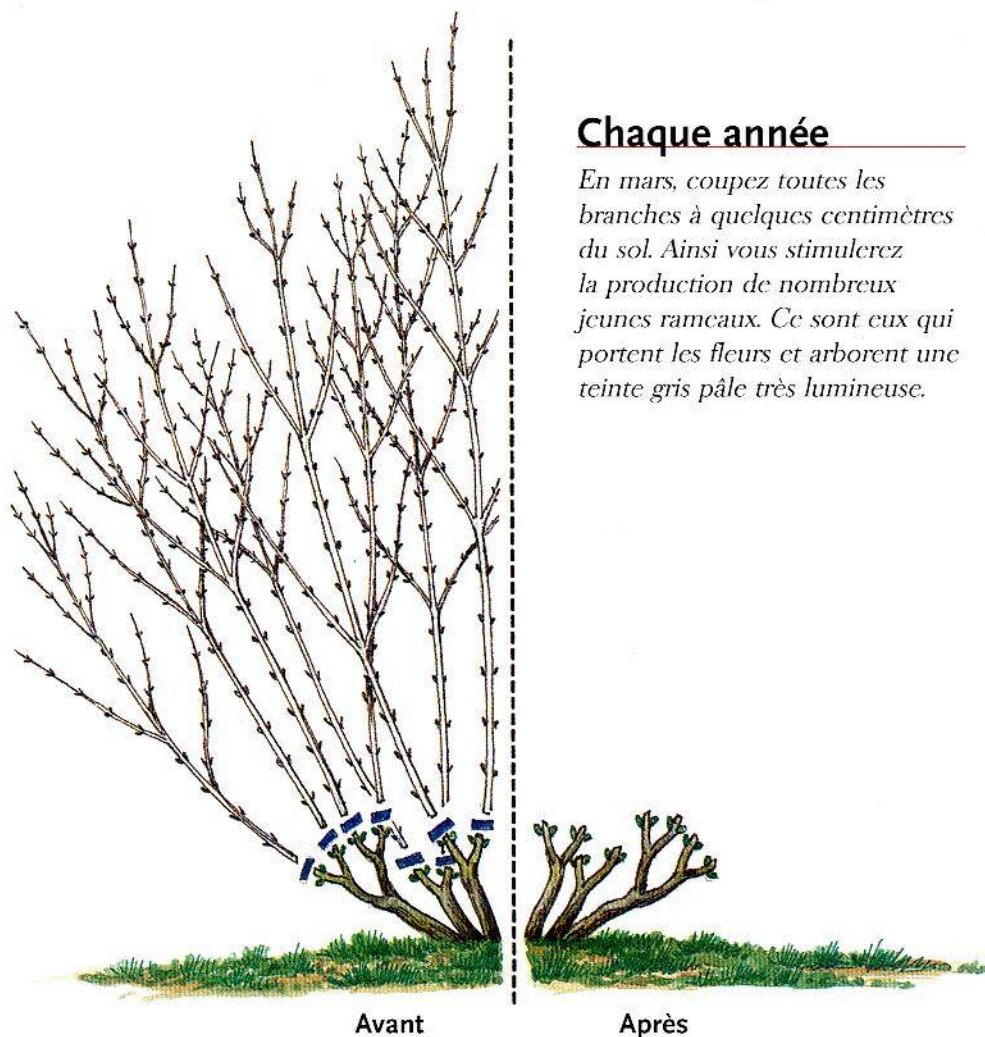 Chaque année
En mars, coupez toutes les
branches à quelques centimètres
du sol. Ainsi vous stimulerez
la production de nombreux
jeunes rameaux. Ce sont eux qui
portent les fleurs et arborent une
teinte gris pâle très lumineuse.
Avant
Après